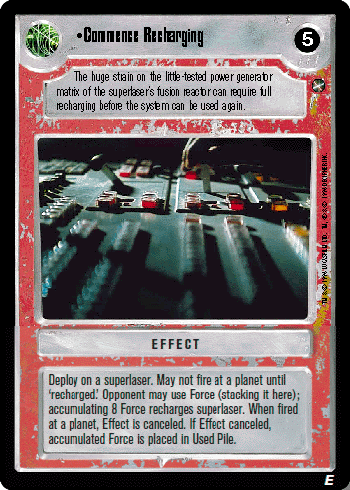 •Commence Recharging
5
The huge strain on the little-tested power generator
matrix of the superlaser's fusion reactor can require full
recharging before the system can be used again.
EFFECT
Deploy on a superlaser. May not fire at a planet until
'recharged.' Opponent may use Force (stacking it here);
accumulating 8 Force recharges superlaser. When fired
at a planet, Effect is canceled. If Effect canceled,
accumulated Force is placed in Used Pile.
E